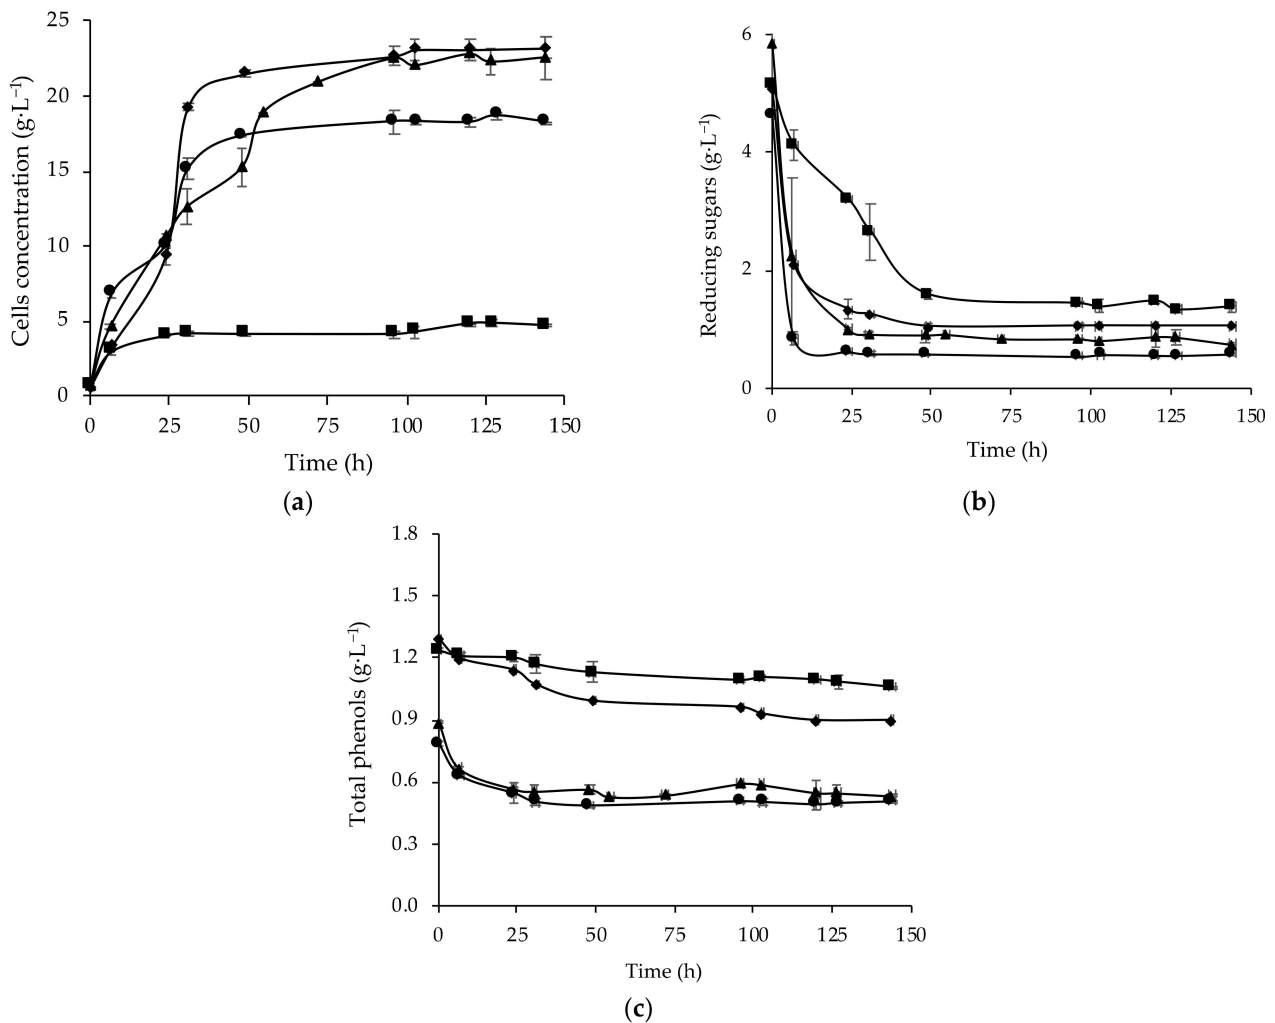 25
20
15
10
5
0
Cells concentration (g·L⁻¹)
0 25 50 75 100 125 150
Time (h)
(a)
6
4
2
0
Reducing sugars (g·L⁻¹)
0 25 50 75 100 125 150
Time (h)
(b)
1.8
1.5
1.2
0.9
0.6
0.3
0.0
Total phenols (g·L⁻¹)
0 25 50 75 100 125 150
Time (h)
(c)